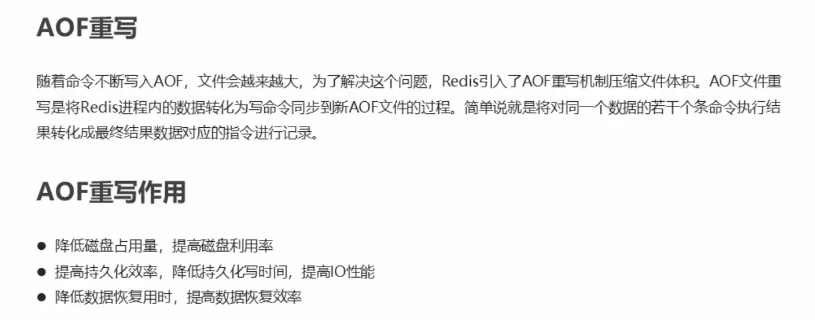 AOF重写
随着命令不断写入AOF，文件会越来越大，为了解决这个问题，Redis引入了AOF重写机制压缩文件体积。AOF文件重
写是将Redis进程内的数据转化为写命令同步到新AOF文件的过程。简单说就是将对同一个数据的若干个条命令执行结
果转化成最终结果数据对应的指令进行记录。
AOF重写作用
● 降低磁盘占用量，提高磁盘利用率
● 提高持久化效率，降低持久化写时间，提高IO性能
● 降低数据恢复用时，提高数据恢复效率